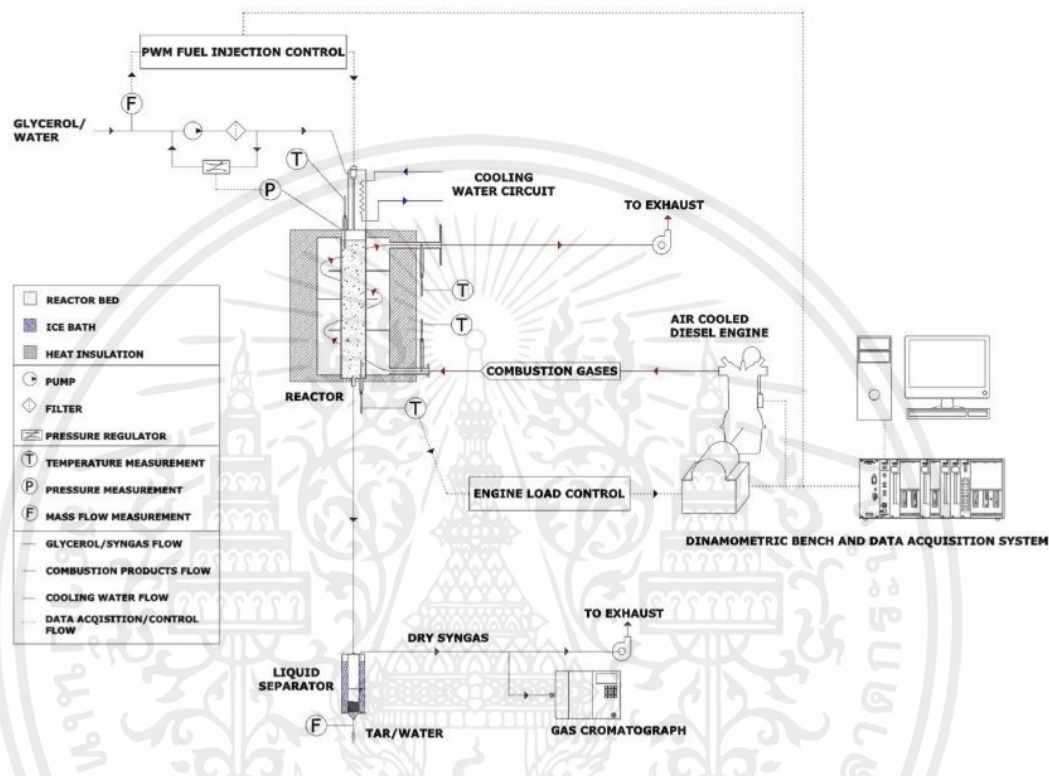 PWM FUEL INJECTION CONTROL
F
GLYCEROL/
WATER
T
P
COOLING
WATER CIRCUIT
TO EXHAUST
T
T
REACTOR BED
ICE BATH
HEAT INSULATION
PUMP
FILTER
PRESSURE REGULATOR
T TEMPERATURE MEASUREMENT
P PRESSURE MEASUREMENT
F MASS FLOW MEASUREMENT
GLYCEROL/SYNGAS FLOW
COMBUSTION PRODUCTS FLOW
COOLING WATER FLOW
DATA ACQISITION/CONTROL
FLOW
AIR COOLED
DIESEL ENGINE
COMBUSTION GASES
REACTOR
T
ENGINE LOAD CONTROL
DINAMOMETRIC BENCH AND DATA ACQUISITION SYSTEM
TO EXHAUST
DRY SYNGAS
LIQUID
SEPARATOR
F
TAR/WATER
GAS CROMATOGRAPH